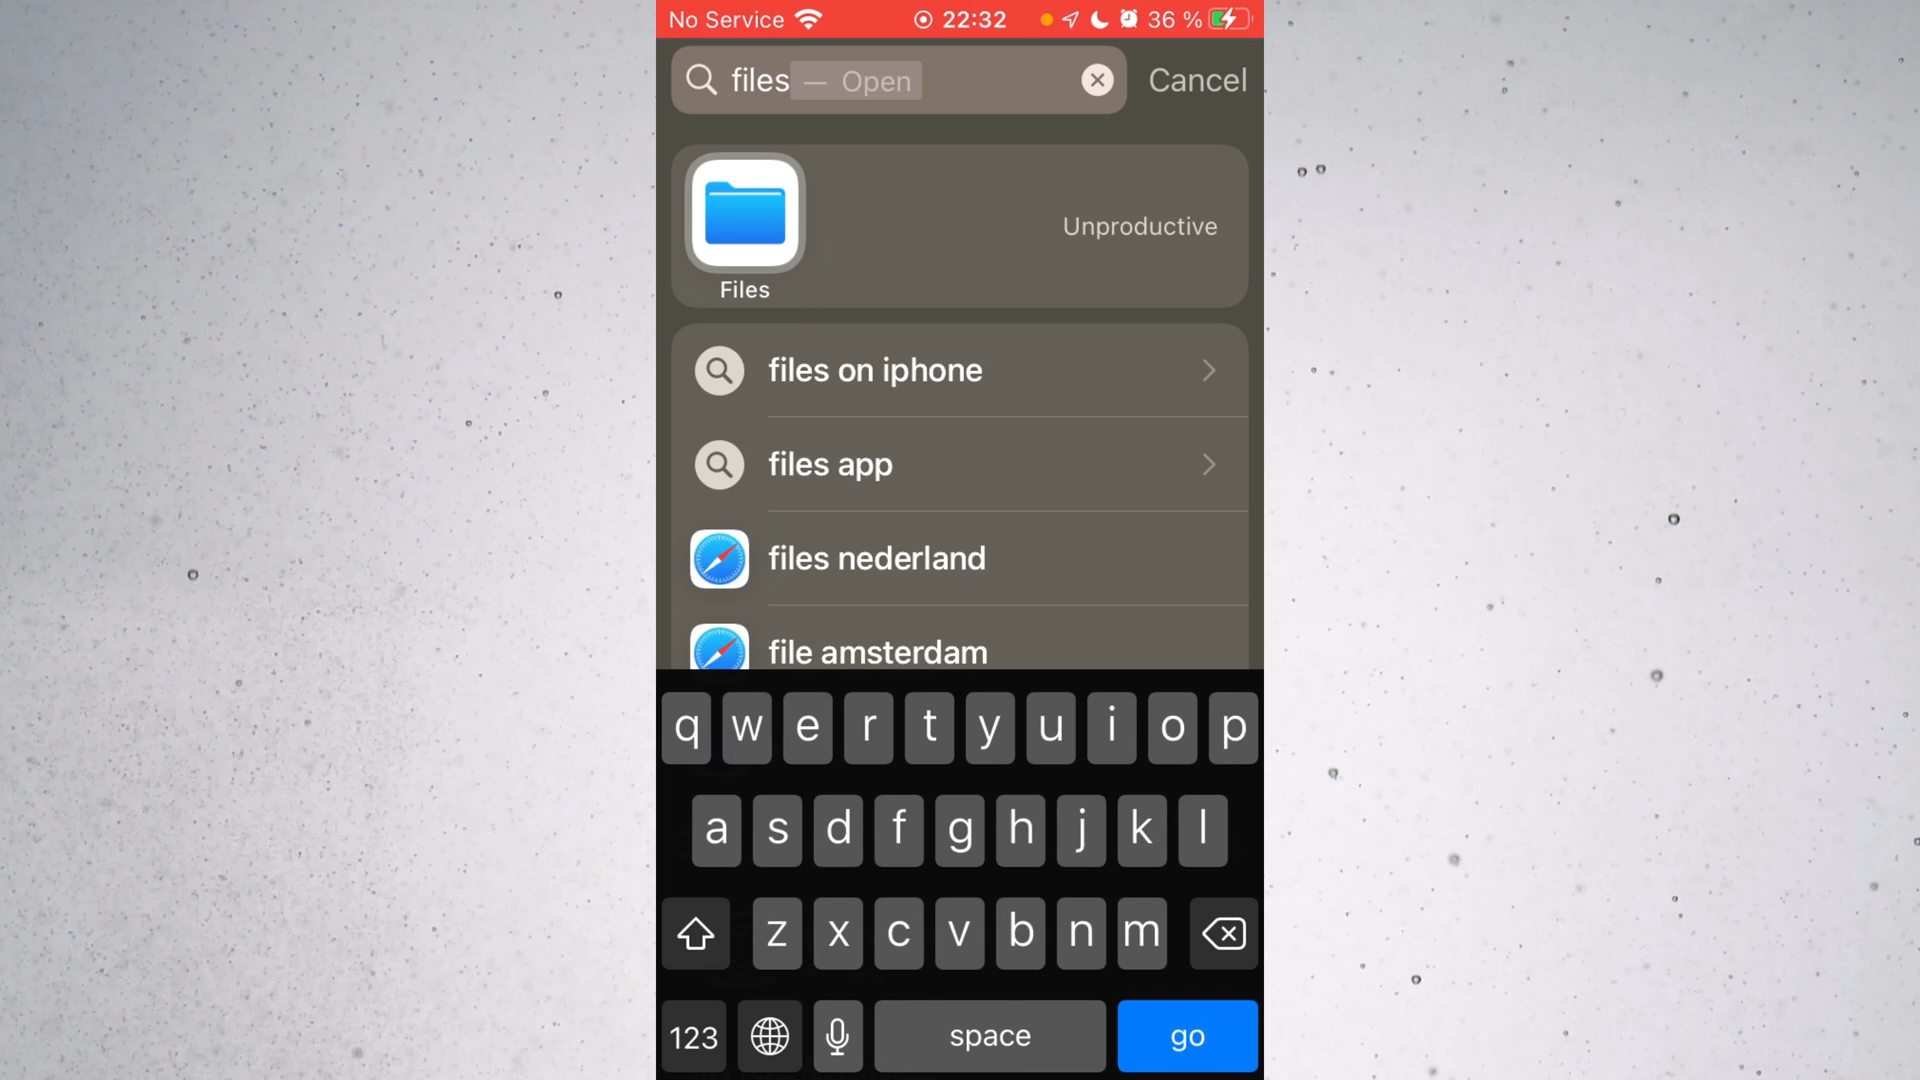 No Service 22:32 36 %
files — Open Cancel
Unproductive
Files
files on iphone
files app
files nederland
file amsterdam
q w e r t y u i o p
a s d f g h j k l
z x c v b n m
123 space go